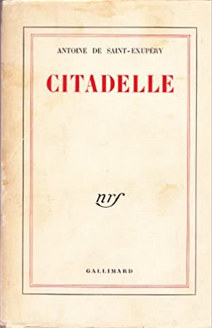 ANTOINE DE SAINT-EXUPÉRY
CITADELLE
nrf
GALLIMARD